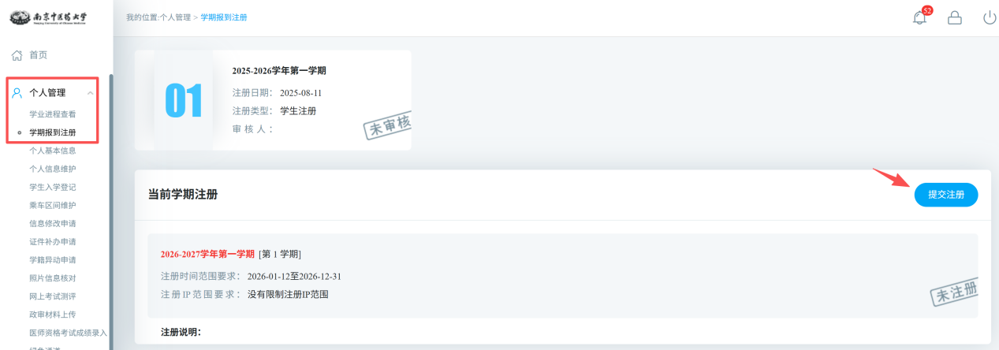 南京中医药大学
Nanjing University of Chinese Medicine
我的位置:个人管理 > 学期报到注册
52
首页
个人管理
学业进程查看
学期报到注册
个人基本信息
个人信息维护
学生入学登记
乘车区间维护
信息修改申请
证件补办申请
学籍异动申请
照片信息核对
网上考试测评
政审材料上传
医师资格考试成绩录入
绿色通道
01
2025-2026学年第一学期
注册日期： 2025-08-11
注册类型： 学生注册
审 核 人：
未审核
当前学期注册
提交注册
2026-2027学年第一学期 [第 1 学期]
注册时间范围要求： 2026-01-12至2026-12-31
注册IP范围要求： 没有限制注册IP范围
未注册
注册说明：